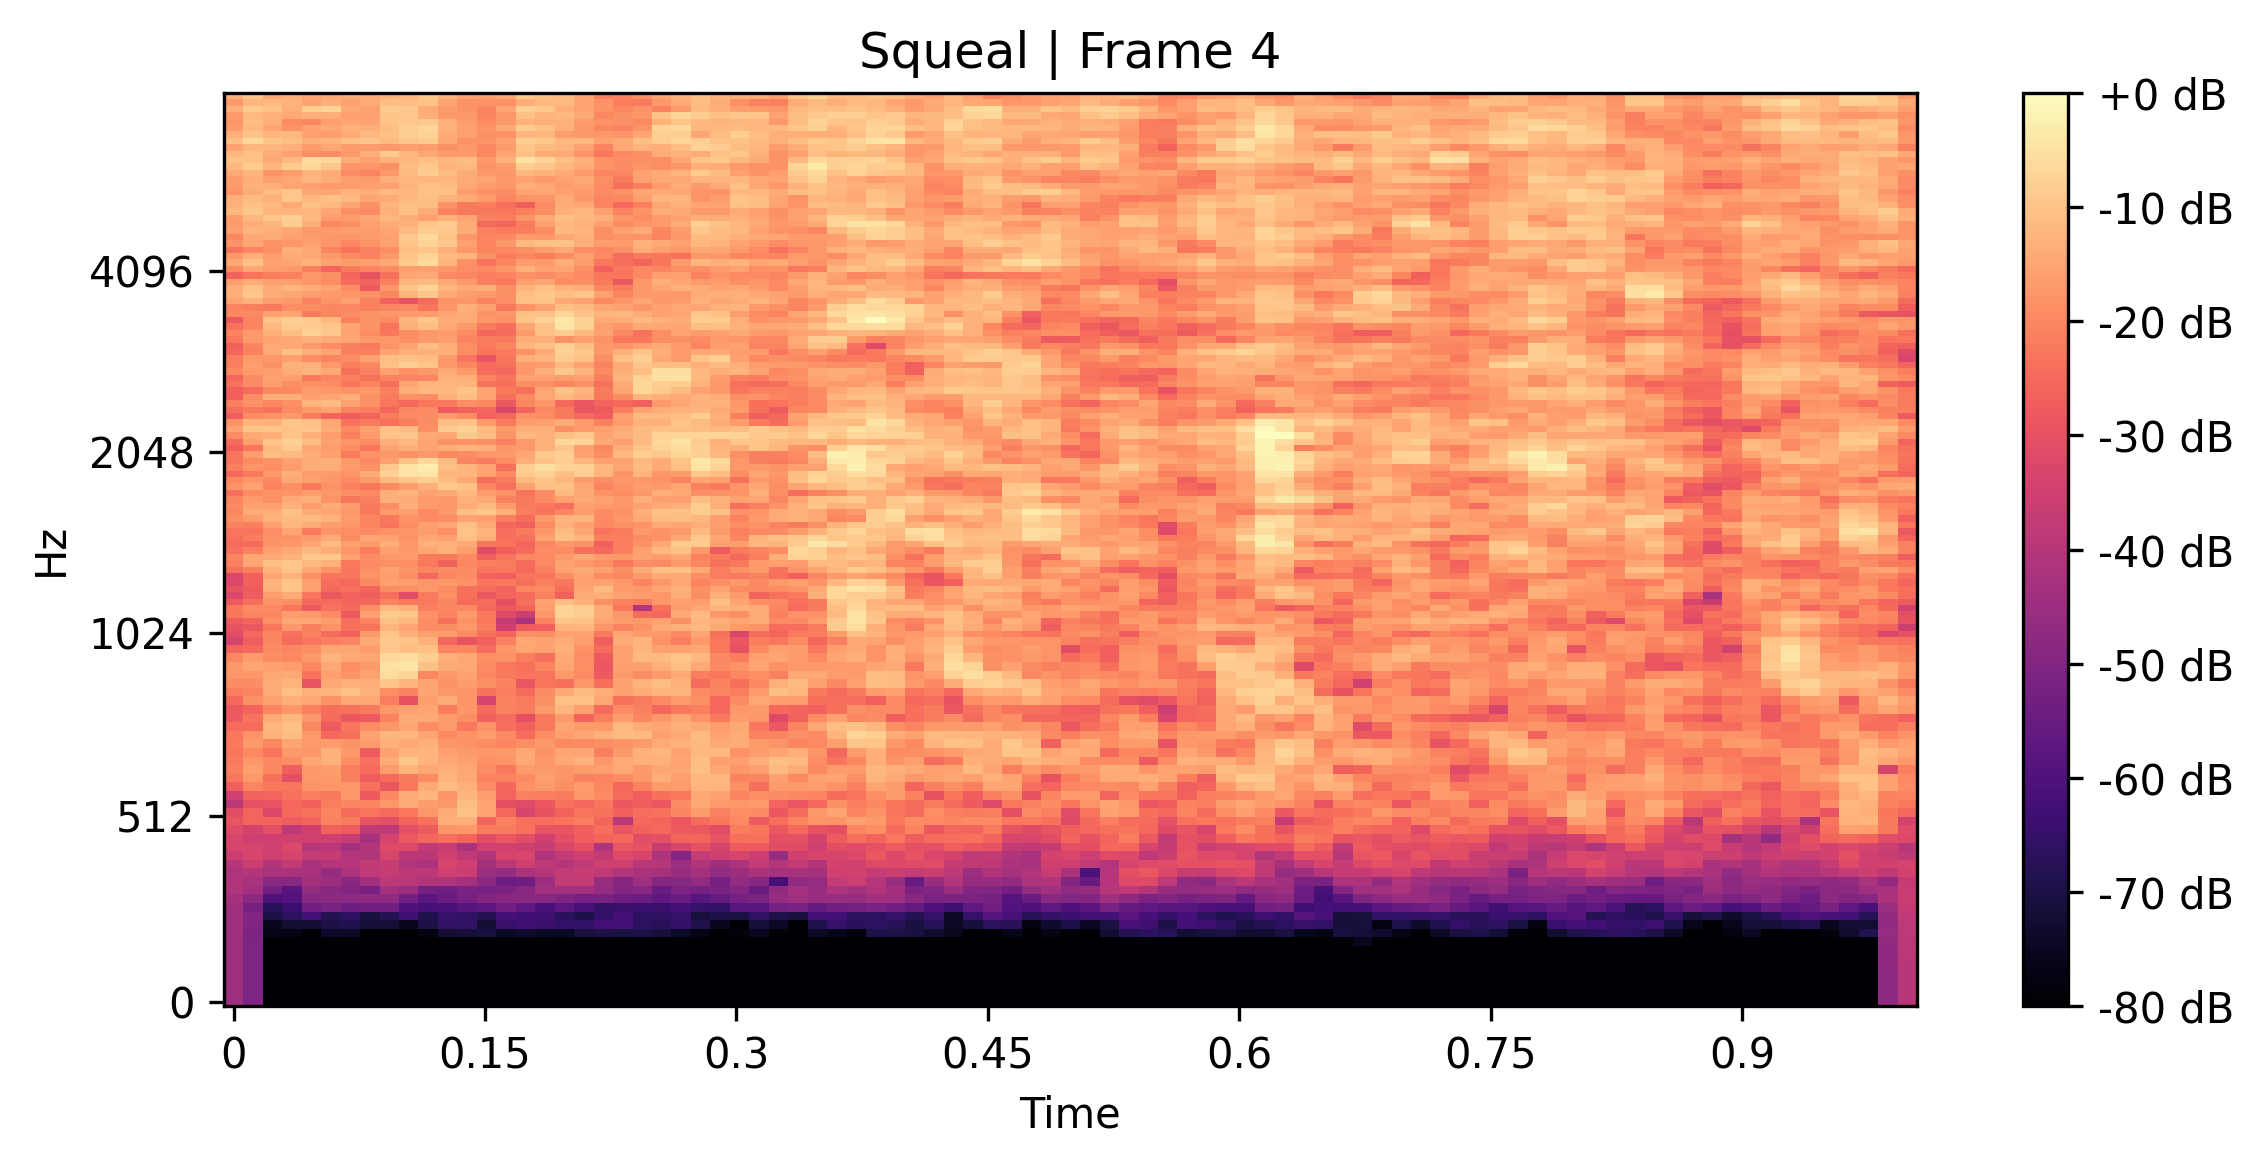 Squeal | Frame 4
Hz
4096
2048
1024
512
0
0 0.15 0.3 0.45 0.6 0.75 0.9
Time
+0 dB
-10 dB
-20 dB
-30 dB
-40 dB
-50 dB
-60 dB
-70 dB
-80 dB